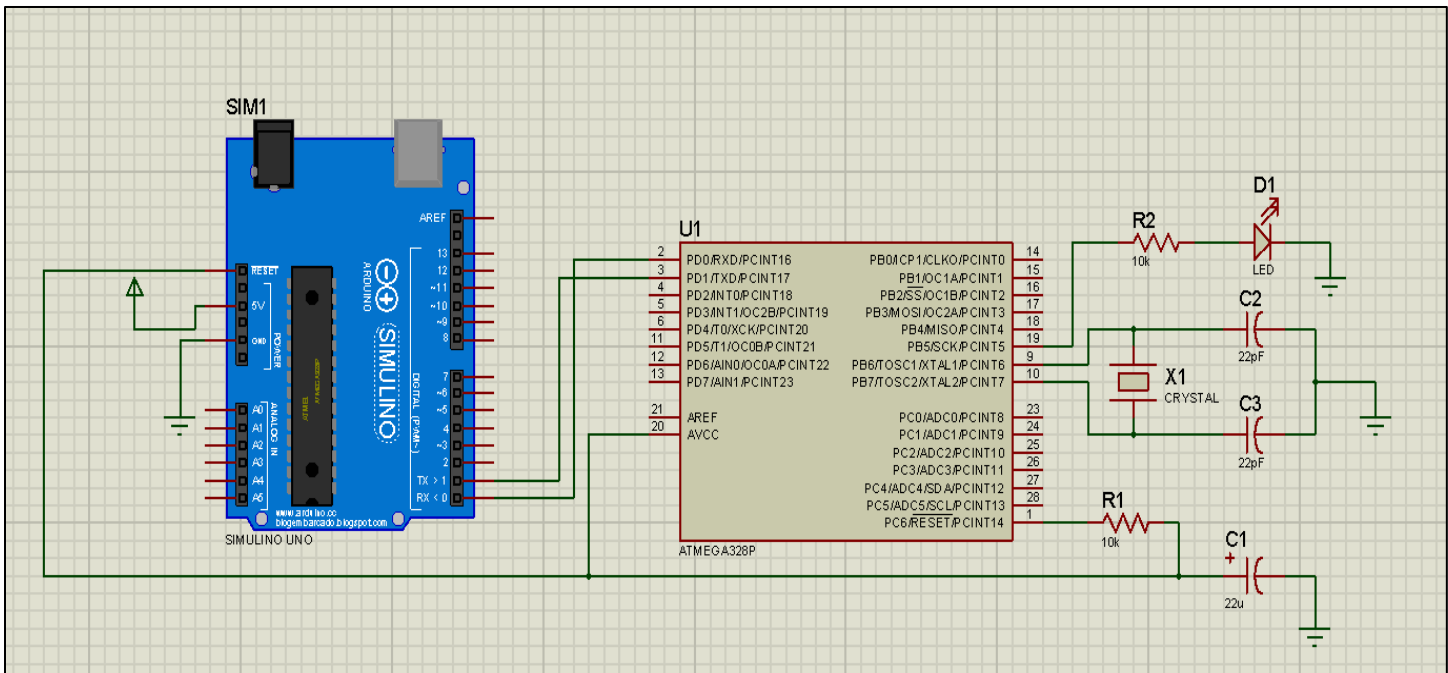 SIM1
AREF
13
12
~11
~10
~9
8
7
~6
~5
4
~3
2
TX > 1
RX < 0
RESET
5V
GND
POWER
A0
A1
A2
A3
A4
A5
ANALOG IN
ATMEL
ATMEGA328P
ARDUINO
SIMULINO
DIGITAL (PWM~)
www.arduino.cc
blogembarcado.blogspot.com
SIMULINO UNO
U1
2 PD0/RXD/PCINT16
3 PD1/TXD/PCINT17
4 PD2/INT0/PCINT18
5 PD3/INT1/OC2B/PCINT19
6 PD4/T0/XCK/PCINT20
11 PD5/T1/OC0B/PCINT21
12 PD6/AIN0/OC0A/PCINT22
13 PD7/AIN1/PCINT23
21 AREF
20 AVCC
PB0/ICP1/CLKO/PCINT0 14
PB1/OC1A/PCINT1 15
PB2/SS/OC1B/PCINT2 16
PB3/MOSI/OC2A/PCINT3 17
PB4/MISO/PCINT4 18
PB5/SCK/PCINT5 19
PB6/TOSC1/XTAL1/PCINT6 9
PB7/TOSC2/XTAL2/PCINT7 10
PC0/ADC0/PCINT8 23
PC1/ADC1/PCINT9 24
PC2/ADC2/PCINT10 25
PC3/ADC3/PCINT11 26
PC4/ADC4/SDA/PCINT12 27
PC5/ADC5/SCL/PCINT13 28
PC6/RESET/PCINT14 1
ATMEGA328P
R2
10k
D1
LED
C2
22pF
X1
CRYSTAL
C3
22pF
R1
10k
C1
+
22u